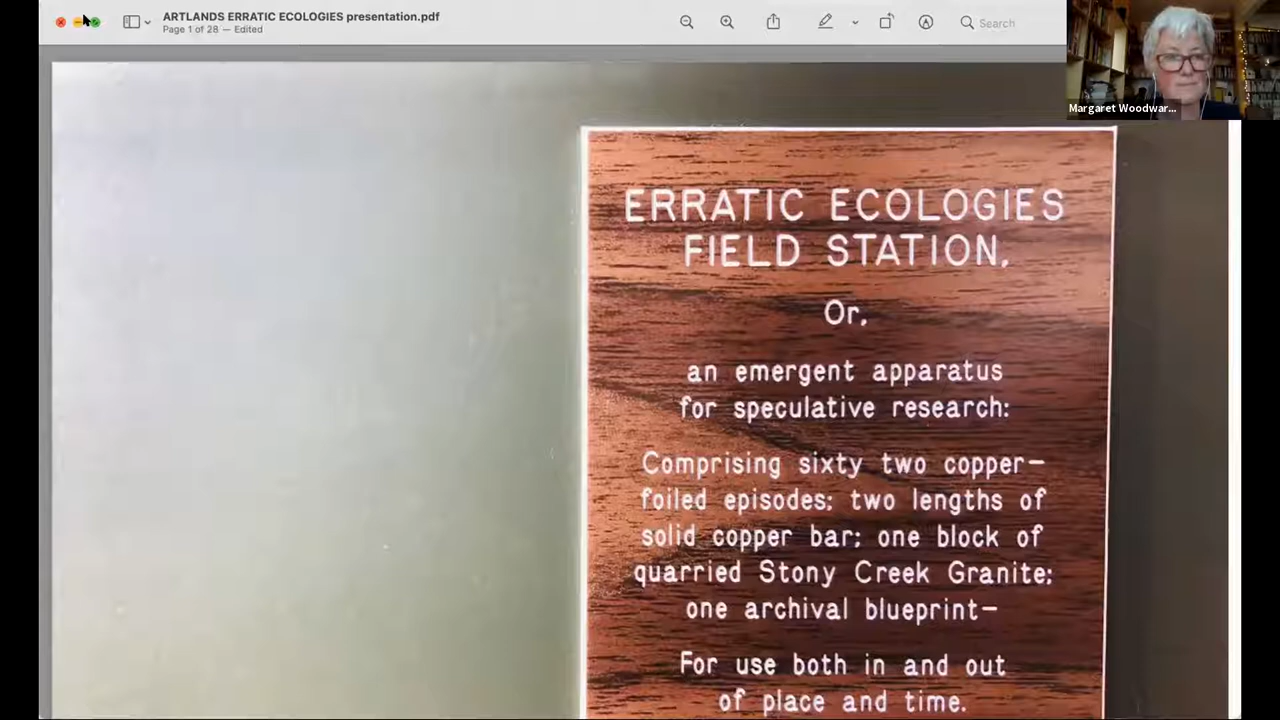 ARTLANDS ERRATIC ECOLOGIES presentation.pdf
Page 1 of 28 — Edited
Search
Margaret Woodwar...
ERRATIC ECOLOGIES
FIELD STATION,
Or,
an emergent apparatus
for speculative research:
Comprising sixty two copper-
foiled episodes; two lengths of
solid copper bar; one block of
quarried Stony Creek Granite;
one archival blueprint-
For use both in and out
of place and time.